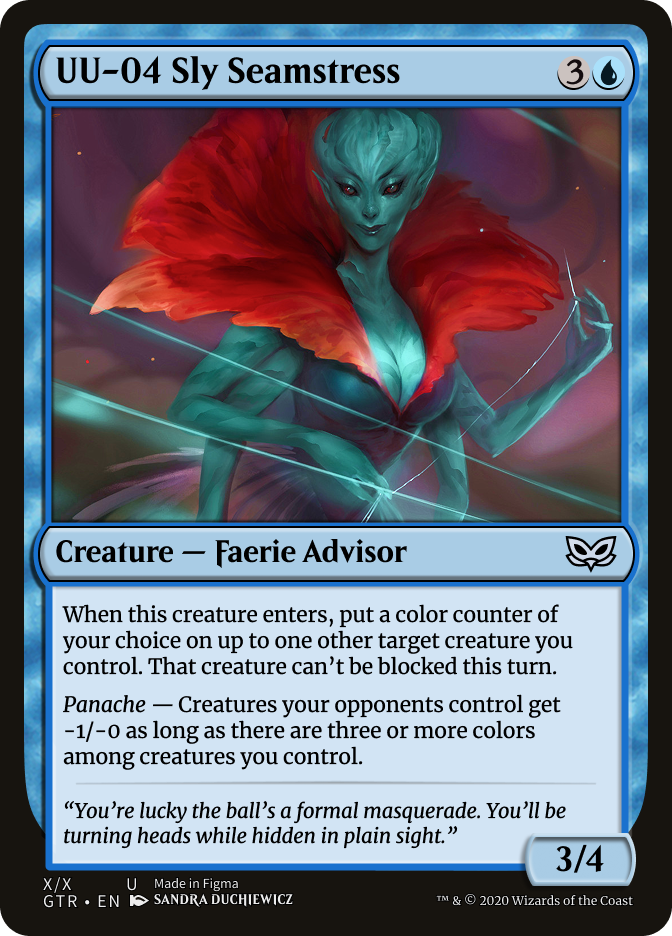 UU-04 Sly Seamstress
3
Creature — Faerie Advisor
When this creature enters, put a color counter of
your choice on up to one other target creature you
control. That creature can't be blocked this turn.
Panache — Creatures your opponents control get
-1/-0 as long as there are three or more colors
among creatures you control.
“You're lucky the ball's a formal masquerade. You'll be
turning heads while hidden in plain sight.”
3/4
X/X U Made in Figma
GTR • EN SANDRA DUCHIEWICZ ™ & © 2020 Wizards of the Coast